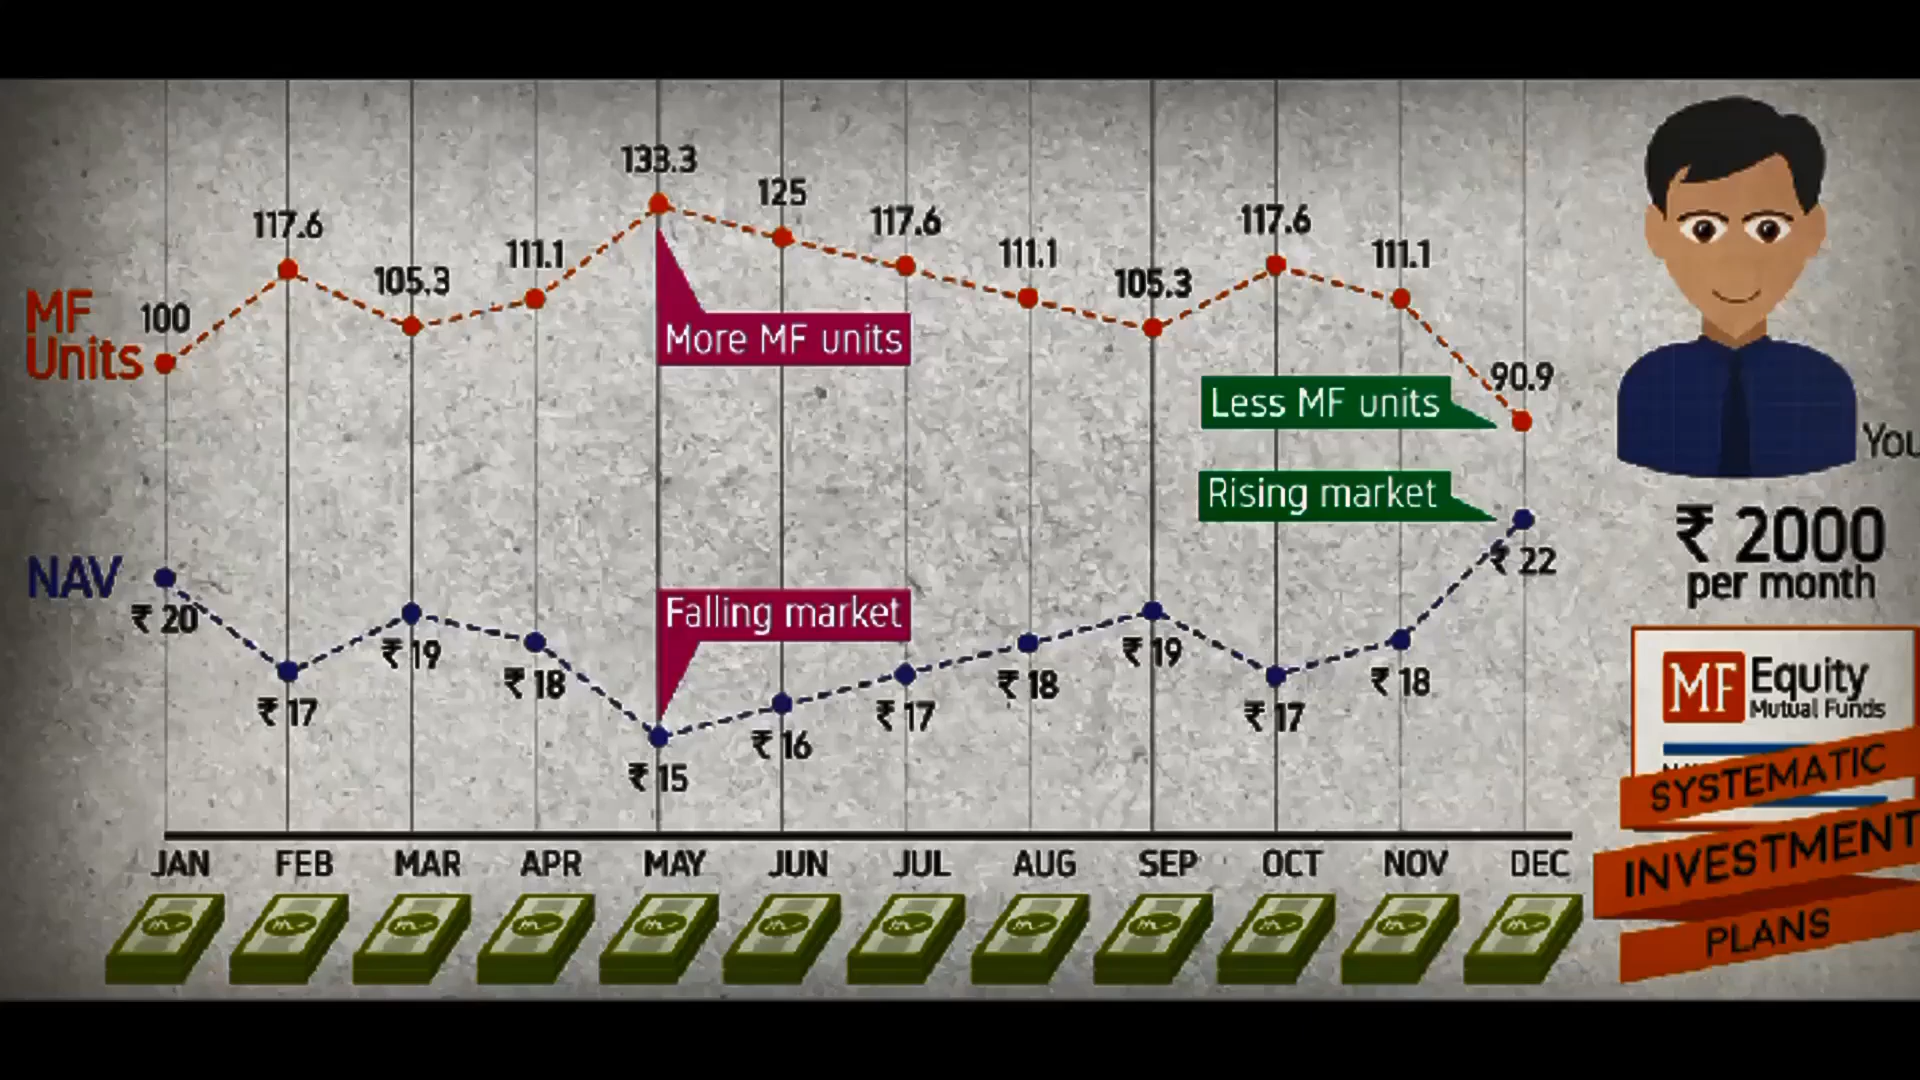 133.3
125
117.6
117.6
117.6
105.3
111.1
111.1
105.3
111.1
MF
Units
100
More MF units
90.9
Less MF units
You
Rising market
₹ 2000
per month
NAV
₹ 20
Falling market
₹ 22
₹ 17
₹ 19
₹ 18
₹ 15
₹ 16
₹ 17
₹ 18
₹ 19
₹ 17
₹ 18
MF Equity
Mutual Funds
SYSTEMATIC
INVESTMENT
PLANS
JAN FEB MAR APR MAY JUN JUL AUG SEP OCT NOV DEC